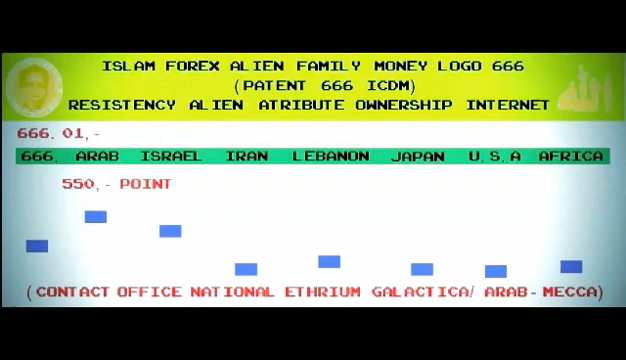 ISLAM FOREX ALIEN FAMILY MONEY LOGO 666
(PATENT 666 ICDM)
RESISTENCY ALIEN ATRIBUTE OWNERSHIP INTERNET
666, 01, -
666, ARAB ISRAEL IRAN LEBANON JAPAN U, S, A AFRICA
550, - POINT
(CONTACT OFFICE NATIONAL ETHRIUM GALACTICA/ ARAB - MECCA)